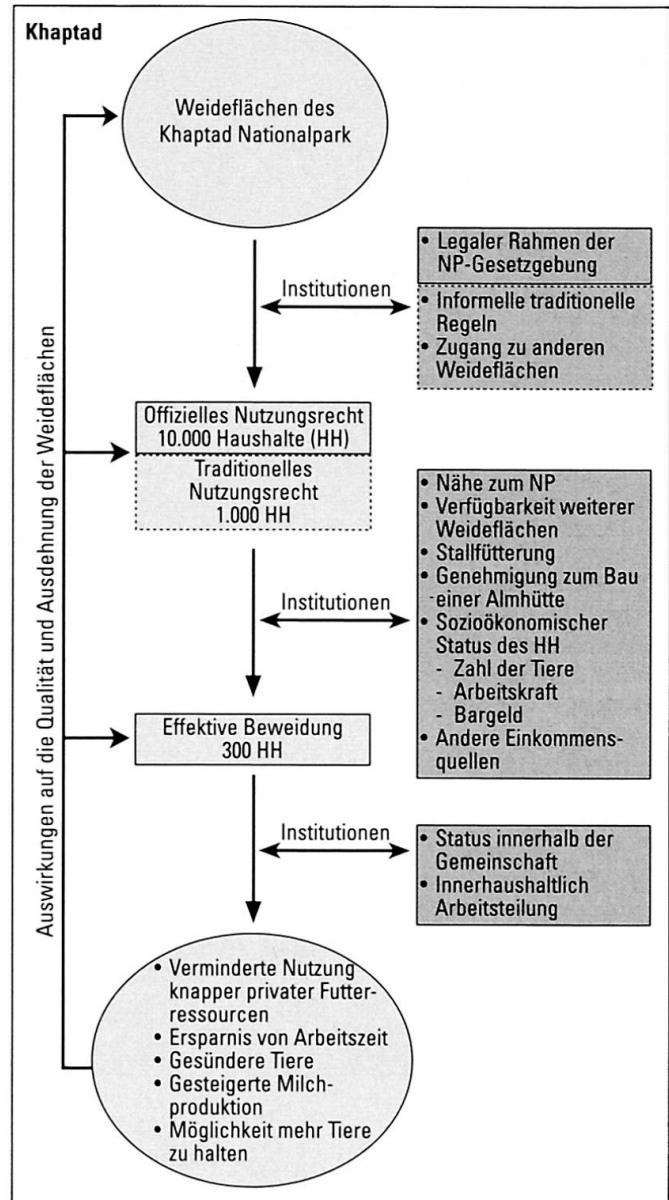 Khaptad
Weideflächen des
Khaptad Nationalpark
Institutionen
• Legaler Rahmen der
NP-Gesetzgebung
• Informelle traditionelle
Regeln
• Zugang zu anderen
Weideflächen
Offizielles Nutzungsrecht
10.000 Haushalte (HH)
Traditionelles
Nutzungsrecht
1.000 HH
Institutionen
• Nähe zum NP
• Verfügbarkeit weiterer
Weideflächen
• Stallfütterung
• Genehmigung zum Bau
einer Almhütte
• Sozioökonomischer
Status des HH
- Zahl der Tiere
- Arbeitskraft
- Bargeld
• Andere Einkommens-
quellen
Effektive Beweidung
300 HH
Institutionen
• Status innerhalb der
Gemeinschaft
• Innerhaushaltlich
Arbeitsteilung
• Verminderte Nutzung
knapper privater Futter-
ressourcen
• Ersparnis von Arbeitszeit
• Gesündere Tiere
• Gesteigerte Milch-
produktion
• Möglichkeit mehr Tiere
zu halten
Auswirkungen auf die Qualität und Ausdehnung der Weideflächen